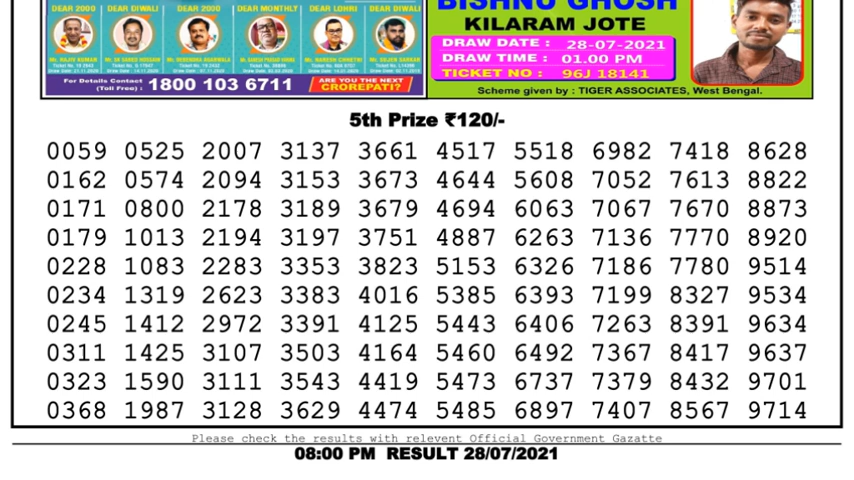 DEAR 2000 DEAR DIWALI DEAR 2000 DEAR MONTHLY DEAR LOHRI DEAR DIWALI
For Details Contact
(Toll Free) : 1800 103 6711
ARE YOU THE NEXT
CROREPATI?
BISHNU GHOSH
KILARAM JOTE
DRAW DATE : 28-07-2021
DRAW TIME : 01.00 PM
TICKET NO : 96J 18141
Scheme given by : TIGER ASSOCIATES, West Bengal.
5th Prize ₹120/-
0059 0525 2007 3137 3661 4517 5518 6982 7418 8628
0162 0574 2094 3153 3673 4644 5608 7052 7613 8822
0171 0800 2178 3189 3679 4694 6063 7067 7670 8873
0179 1013 2194 3197 3751 4887 6263 7136 7770 8920
0228 1083 2283 3353 3823 5153 6326 7186 7780 9514
0234 1319 2623 3383 4016 5385 6393 7199 8327 9534
0245 1412 2972 3391 4125 5443 6406 7263 8391 9634
0311 1425 3107 3503 4164 5460 6492 7367 8417 9637
0323 1590 3111 3543 4419 5473 6737 7379 8432 9701
0368 1987 3128 3629 4474 5485 6897 7407 8567 9714
Please check the results with relevent Official Government Gazatte
08:00 PM RESULT 28/07/2021